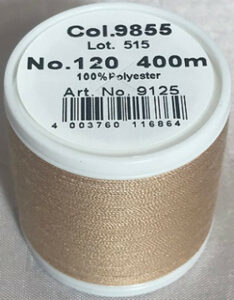 Col.9855
Lot. 515
No.120 400m
100%Polyester
Art. No. 9125
4 003760 116864